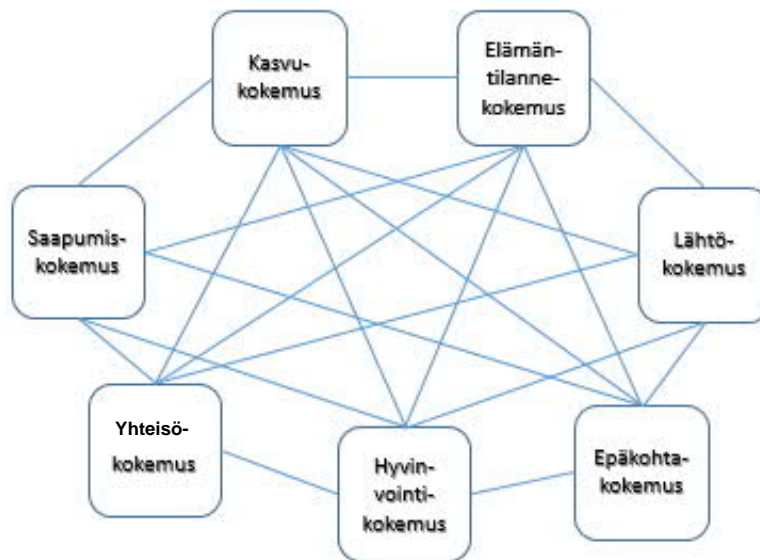 Kasvu-
kokemus
Elämän-
tilanne-
kokemus
Saapumis-
kokemus
Lähtö-
kokemus
Yhteisö-
kokemus
Hyvin-
vointi-
kokemus
Epäkohta-
kokemus